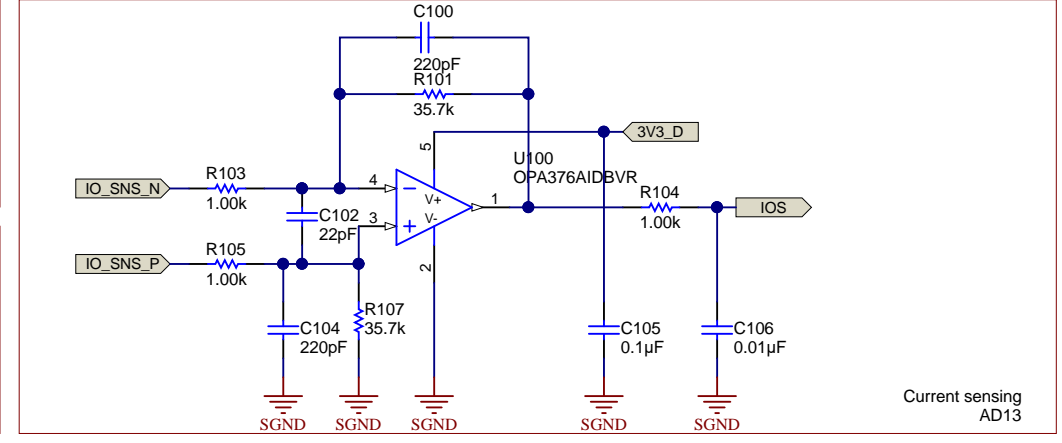 C100
220pF
R101
35.7k
3V3_D
5
U100
OPA376AIDBVR
IO_SNS_N
R103
1.00k
4
V+
1
R104
1.00k
IOS
C102
22pF
3
V-
IO_SNS_P
R105
1.00k
2
C104
220pF
R107
35.7k
C105
0.1µF
C106
0.01µF
SGND
SGND
SGND
SGND
SGND
Current sensing
AD13